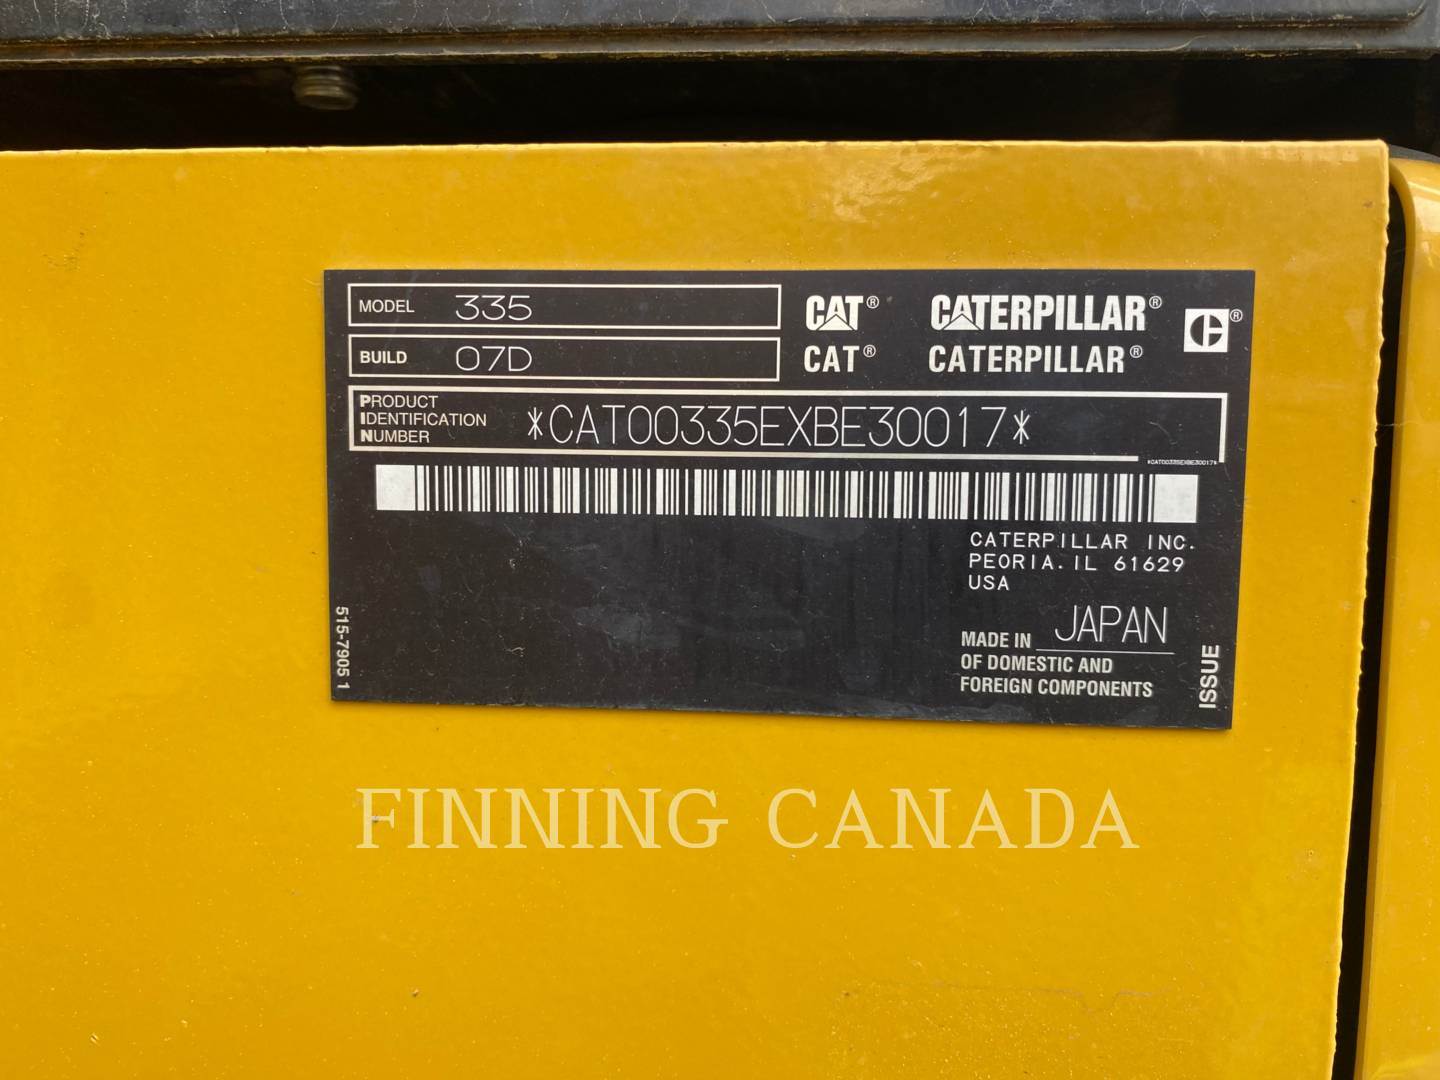 MODEL 335
BUILD 07D
CAT® CATERPILLAR® C®
CAT® CATERPILLAR®
PRODUCT
IDENTIFICATION
NUMBER
*CAT00335EXBE30017*
*CAT00335EXBE30017*
CATERPILLAR INC.
PEORIA. IL 61629
USA
MADE IN JAPAN
OF DOMESTIC AND
FOREIGN COMPONENTS
ISSUE
515-7905 1
FINNING CANADA